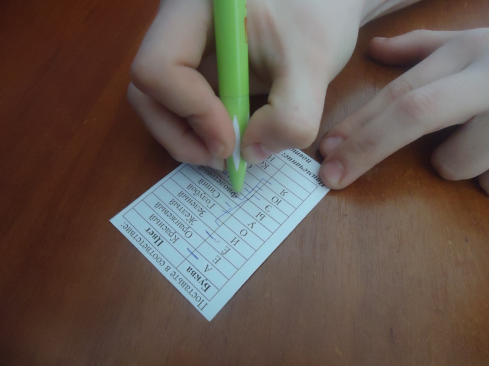 Поставьте в соответствие:
Буква Цвет
А Красный
Е Оранжевый
Ё Желтый
И Зеленый
О Голубой
У Синий
Ы
Э
Ю
Я